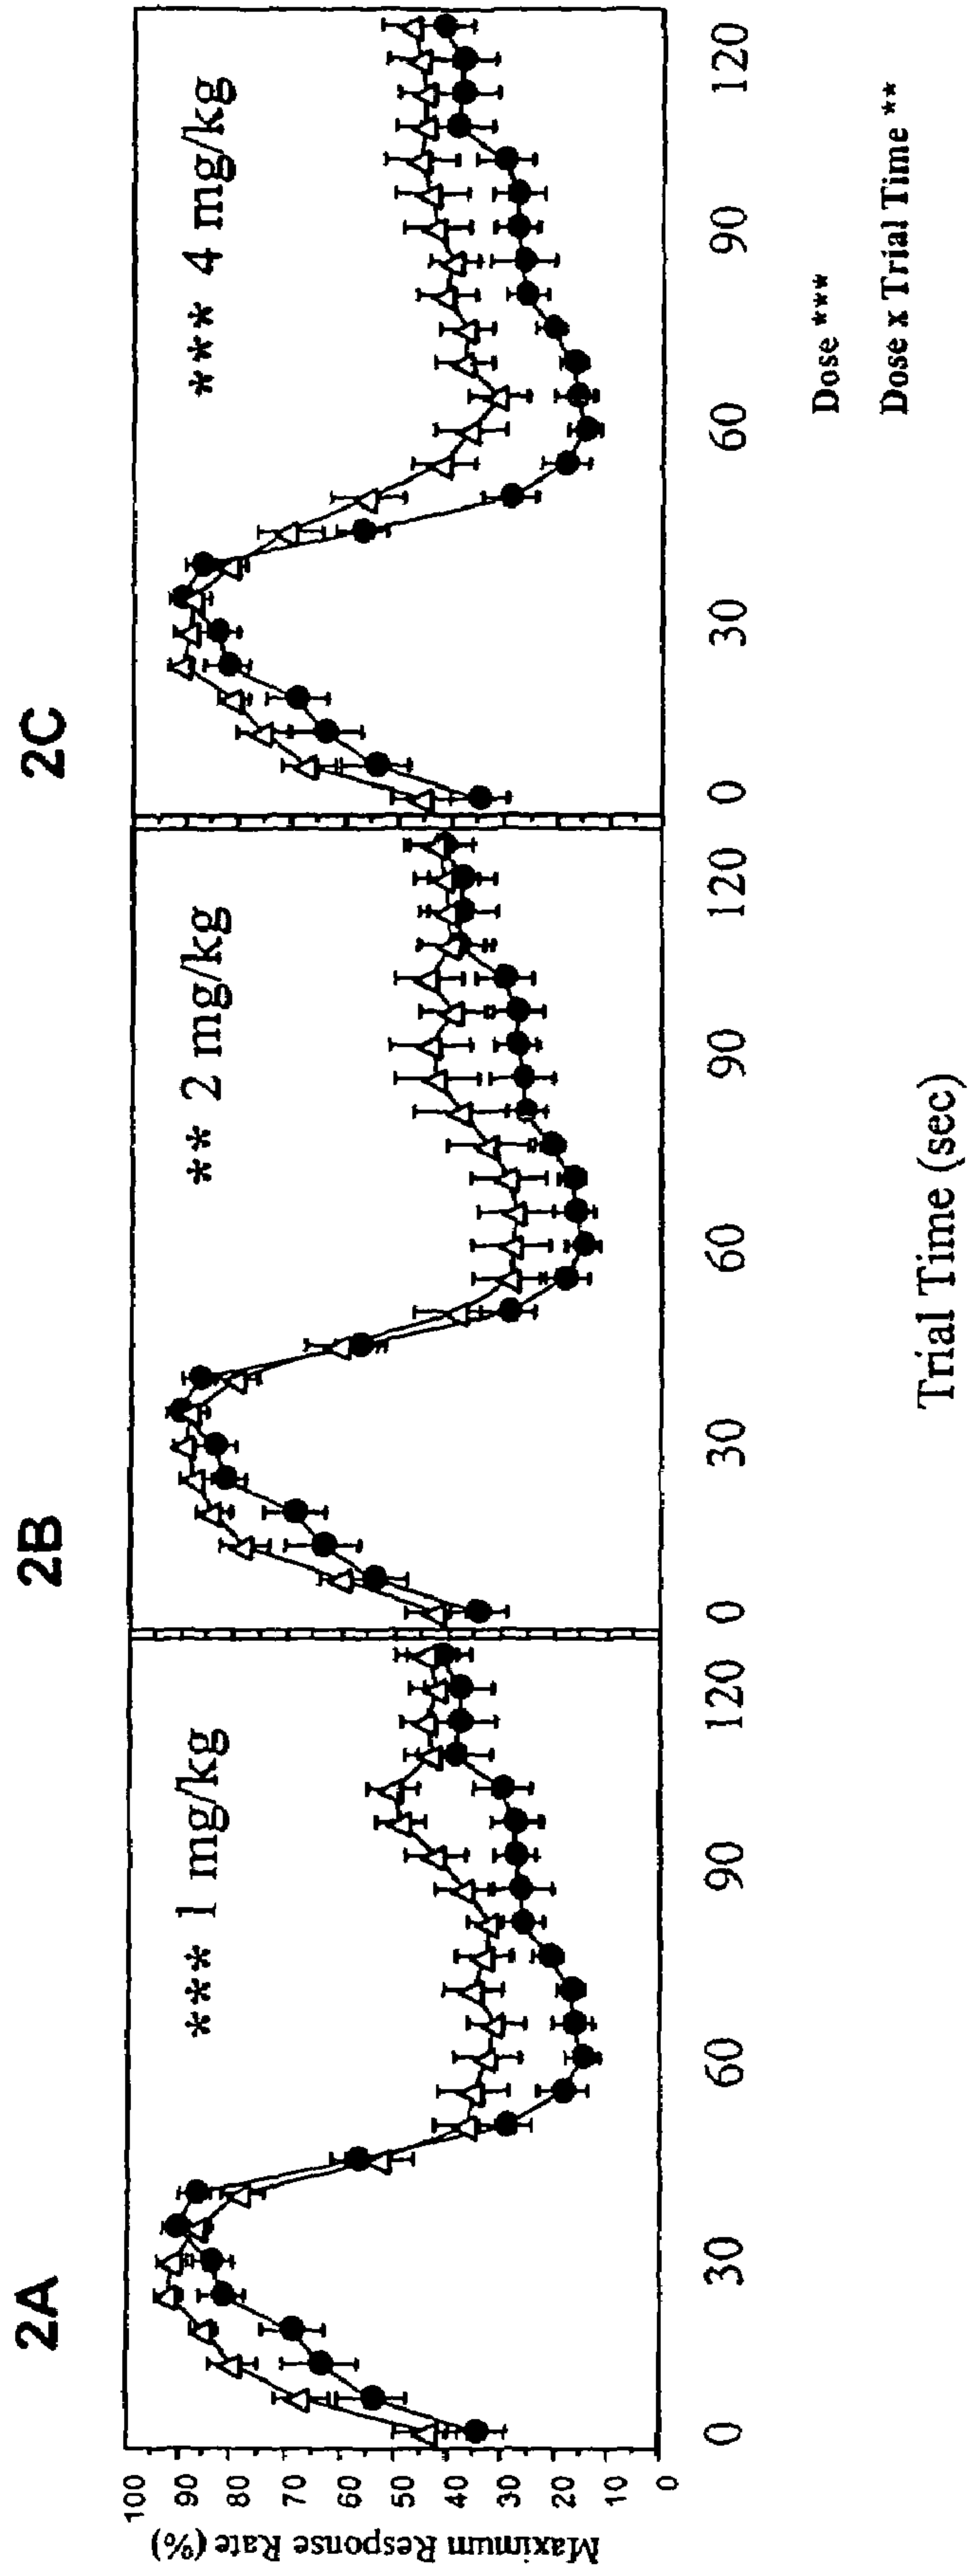 2A
2B
2C
*** 1 mg/kg
** 2 mg/kg
*** 4 mg/kg
Maximum Response Rate (%)
100
90
80
70
60
50
40
30
20
10
0
0 30 60 90 120
0 30 60 90 120
0 30 60 90 120
Trial Time (sec)
Dose ***
Dose x Trial Time **